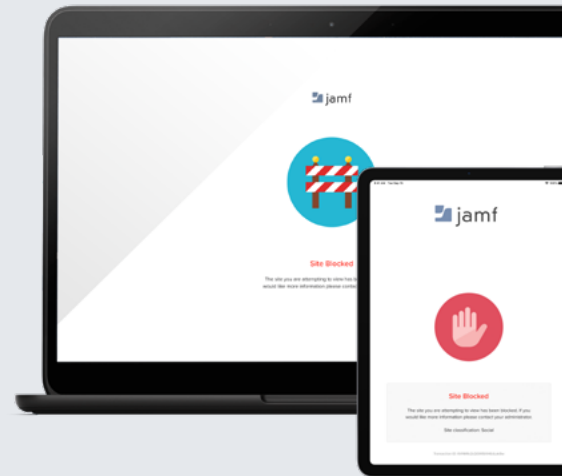 jamf
Site Blocked
The site you are attempting to view has
would like more information please contact
jamf
Site Blocked
The site you are attempting to view has been blocked. If you
would like more information please contact your administrator.
Site classification: Social